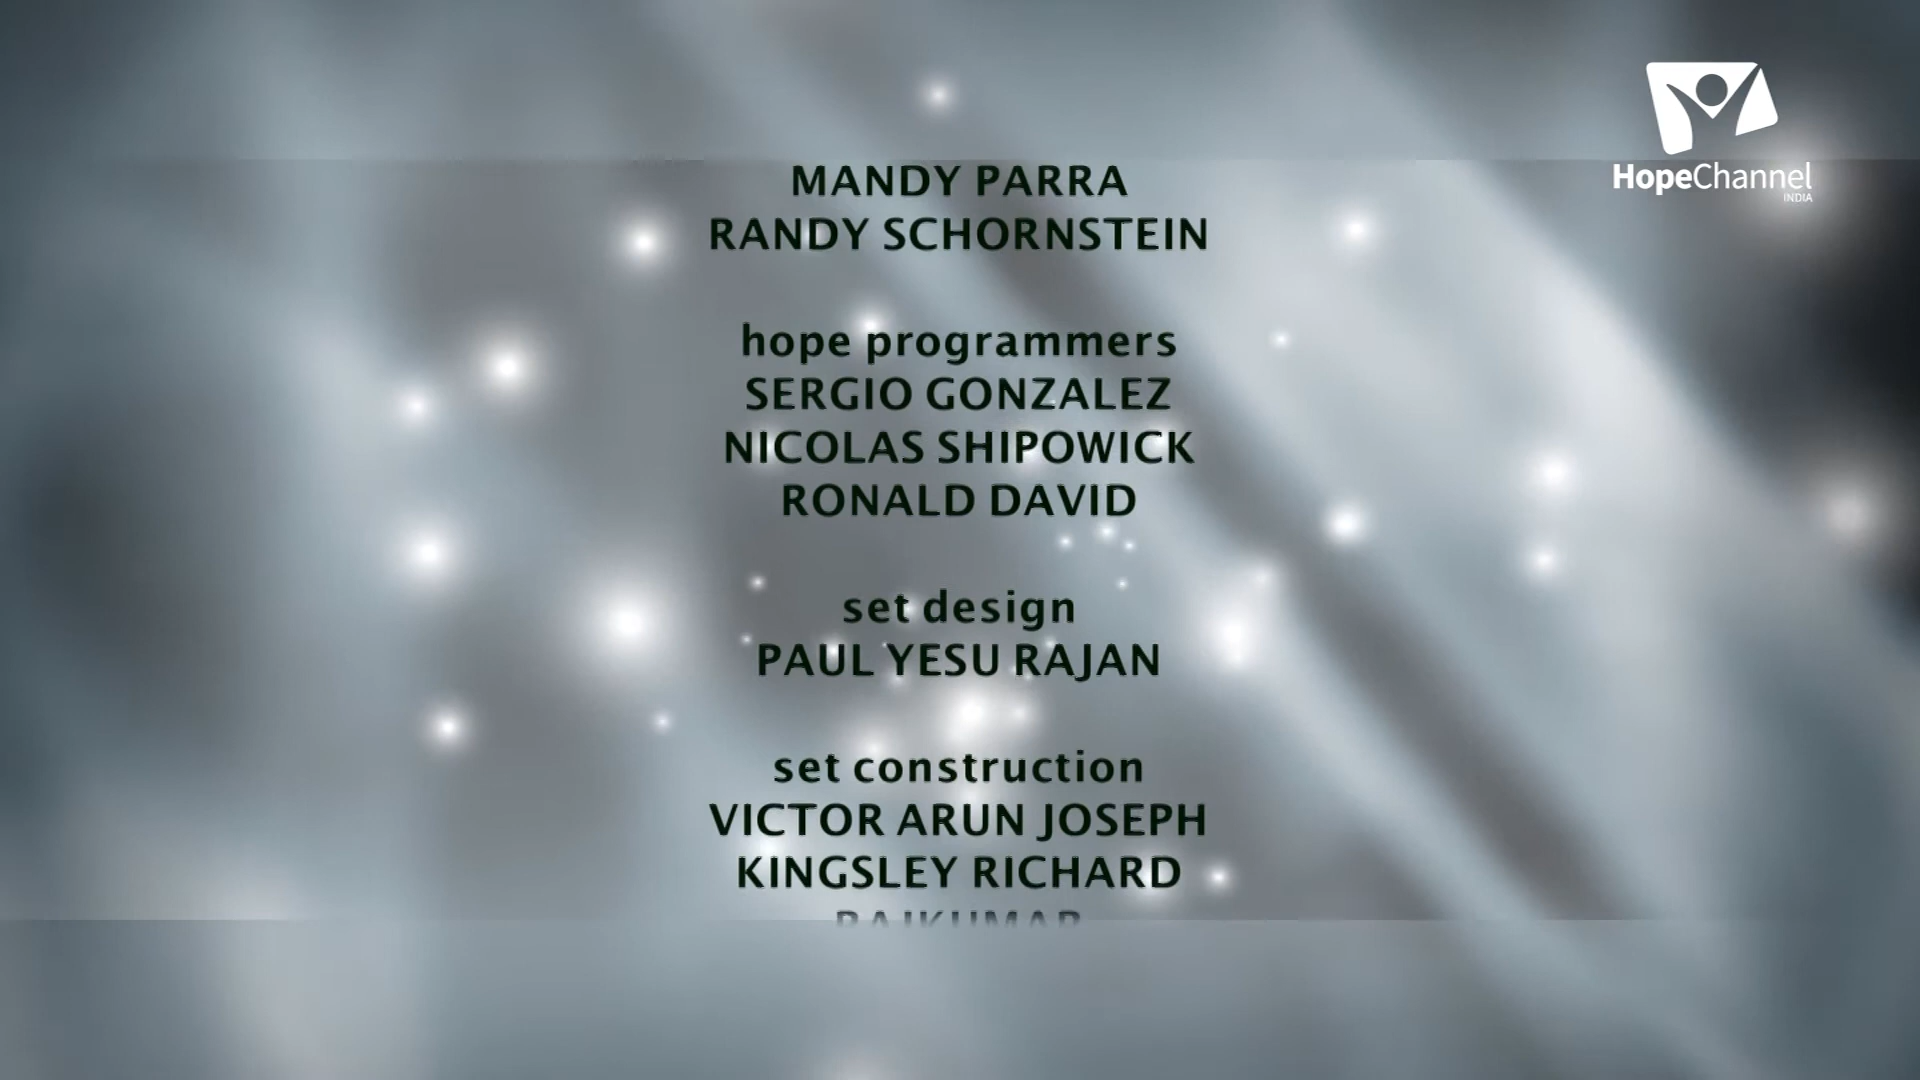 MANDY PARRA
RANDY SCHORNSTEIN
hope programmers
SERGIO GONZALEZ
NICOLAS SHIPOWICK
RONALD DAVID
set design
PAUL YESU RAJAN
set construction
VICTOR ARUN JOSEPH
KINGSLEY RICHARD
RAJKUMAR
HopeChannel
INDIA